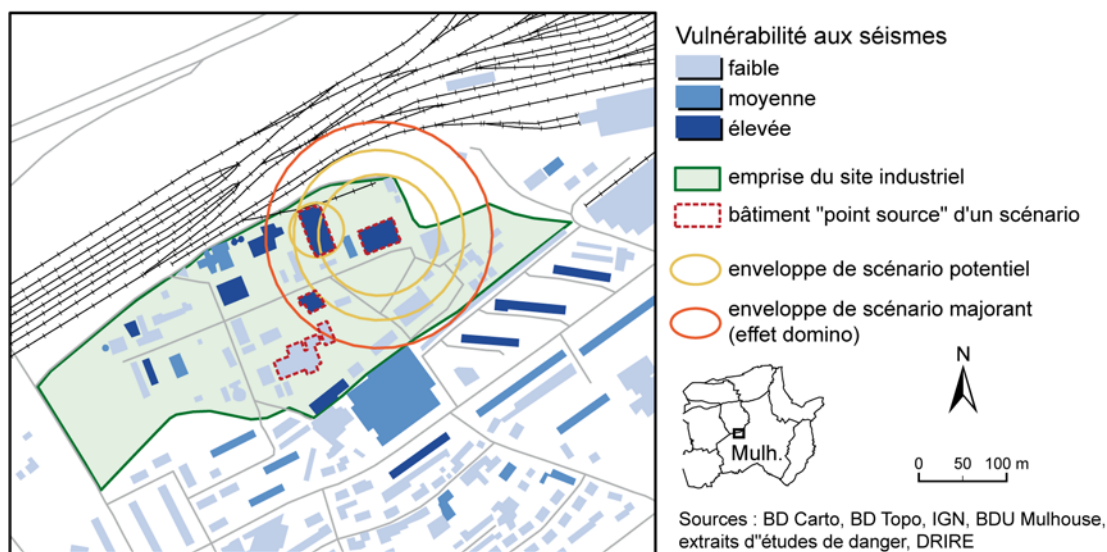 Vulnérabilité aux séismes
faible
moyenne
élevée
emprise du site industriel
bâtiment "point source" d'un scénario
enveloppe de scénario potentiel
enveloppe de scénario majorant
(effet domino)
N
Mulh.
0 50 100 m
Sources : BD Carto, BD Topo, IGN, BDU Mulhouse,
extraits d"études de danger, DRIRE